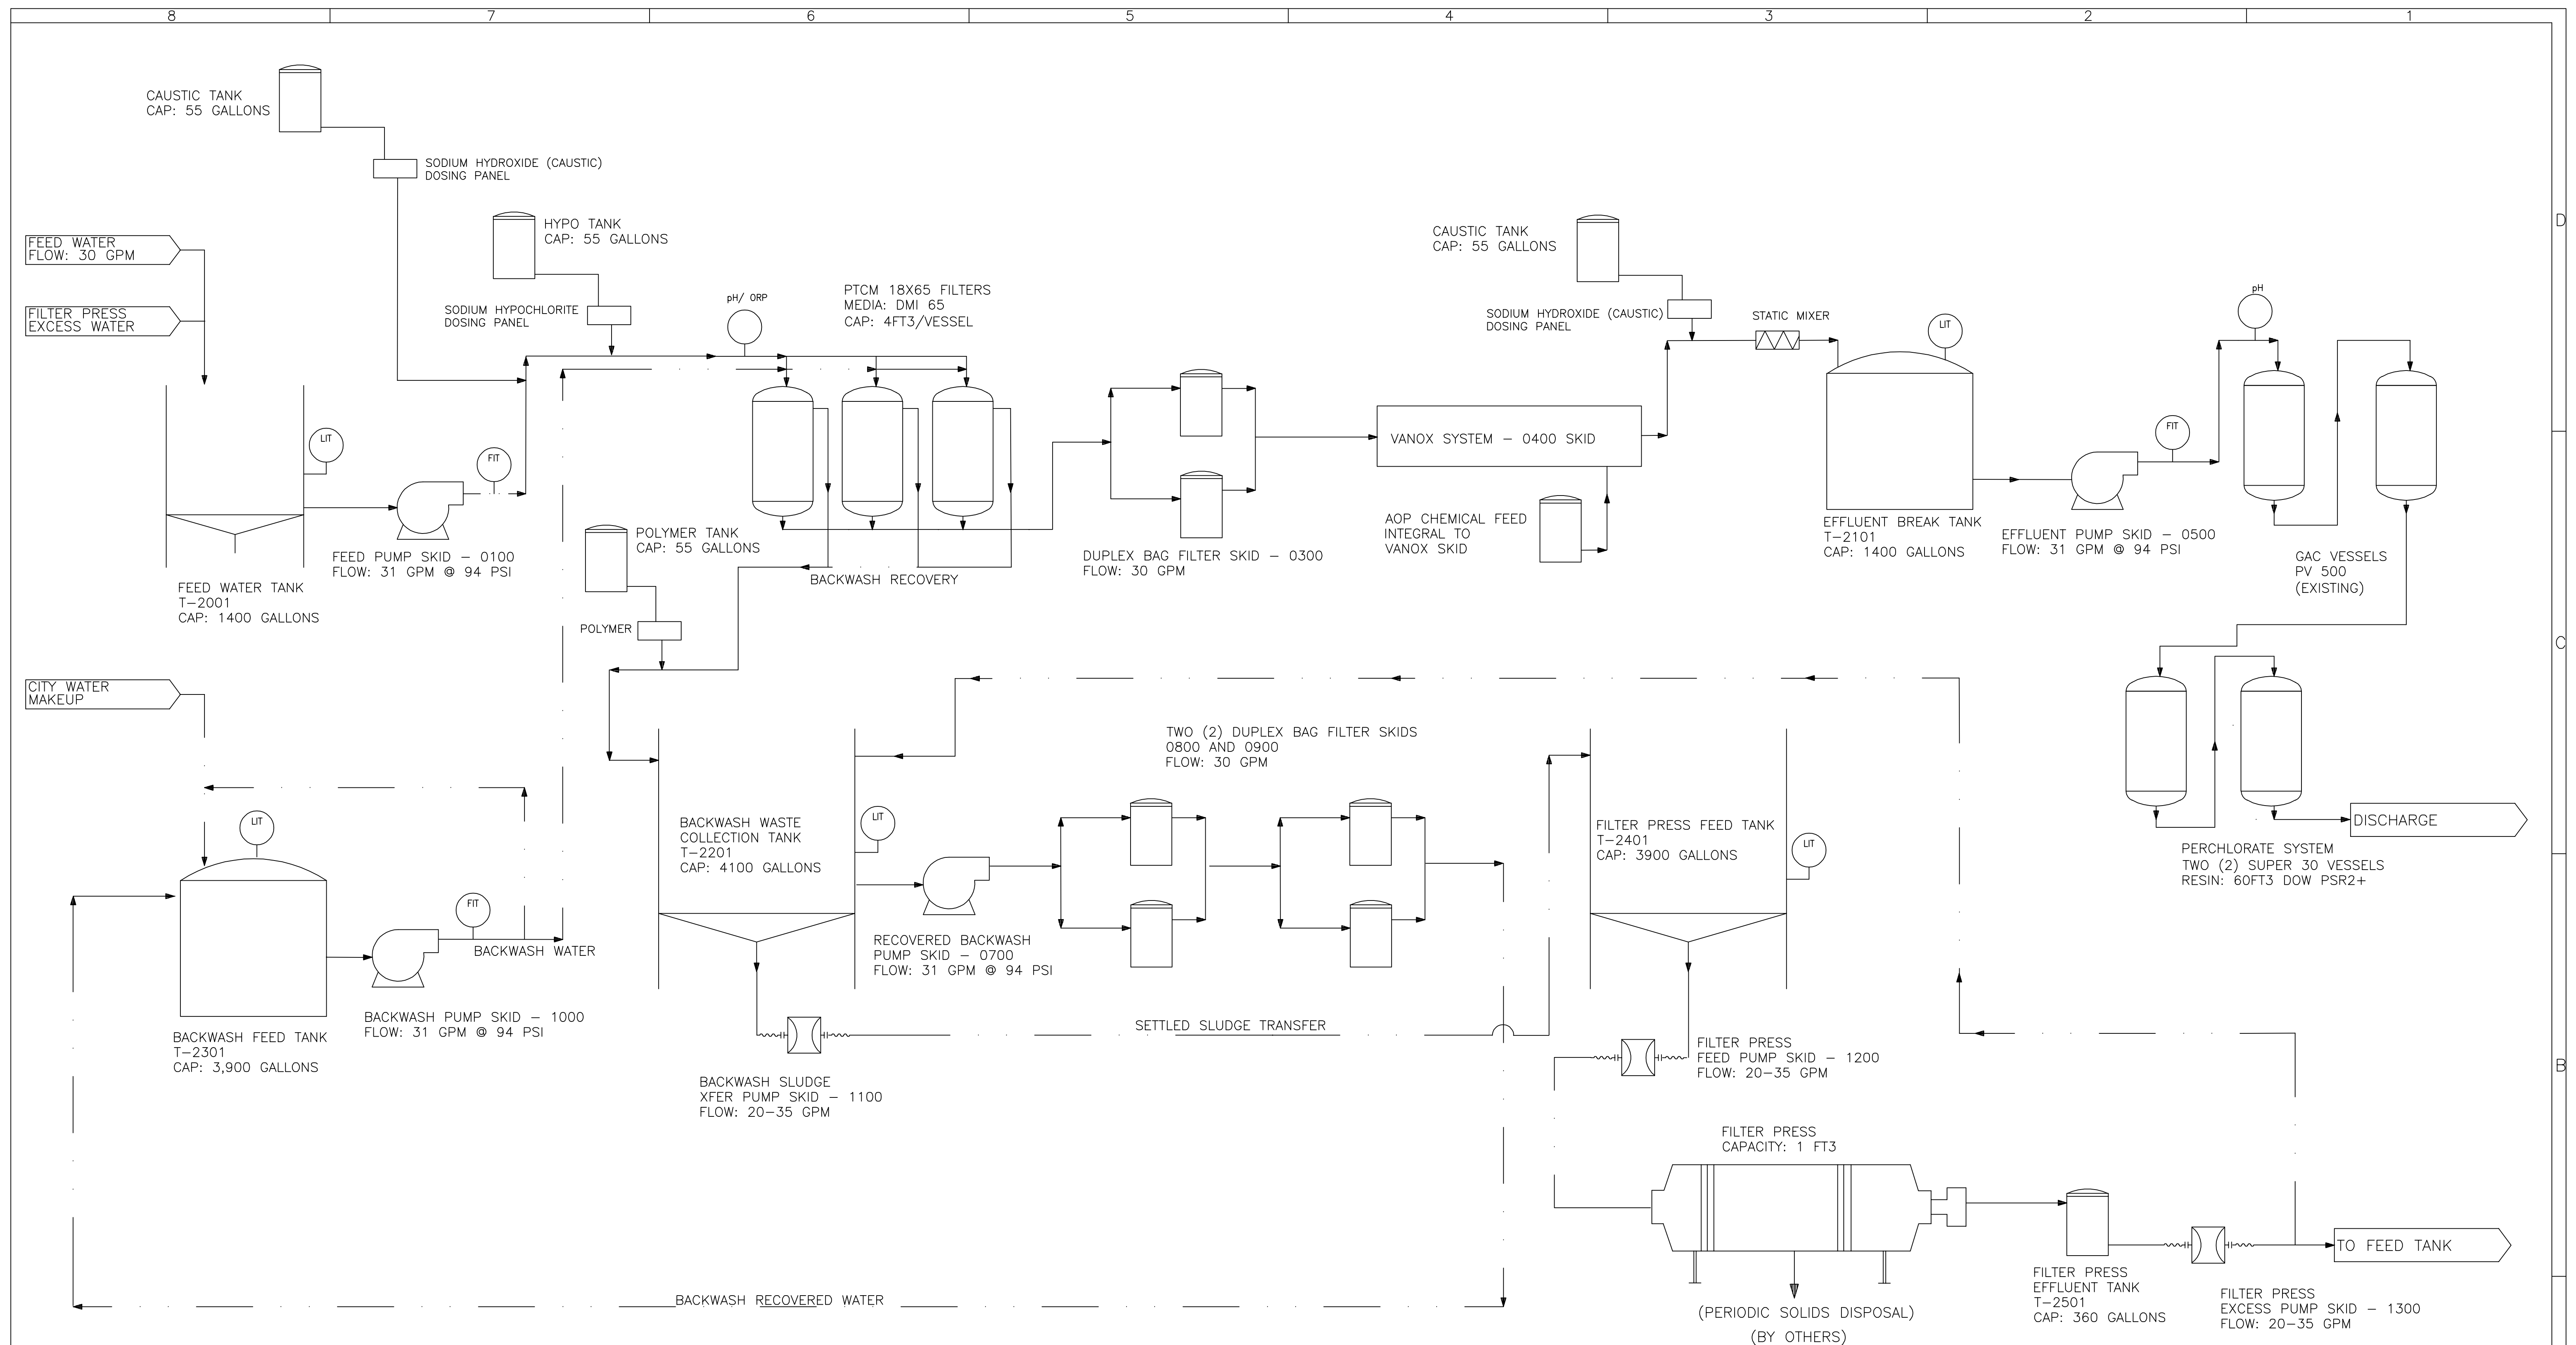 8 7 6 5 4 3 2 1
CAUSTIC TANK
CAP: 55 GALLONS
SODIUM HYDROXIDE (CAUSTIC)
DOSING PANEL
HYPO TANK
CAP: 55 GALLONS
SODIUM HYPOCHLORITE
DOSING PANEL
FEED WATER
FLOW: 30 GPM
FILTER PRESS
EXCESS WATER
pH/ ORP
PTCM 18X65 FILTERS
MEDIA: DMI 65
CAP: 4FT3/VESSEL
CAUSTIC TANK
CAP: 55 GALLONS
SODIUM HYDROXIDE (CAUSTIC)
DOSING PANEL
STATIC MIXER
LIT
pH
D
LIT
FIT
FEED PUMP SKID – 0100
FLOW: 31 GPM @ 94 PSI
FEED WATER TANK
T–2001
CAP: 1400 GALLONS
POLYMER TANK
CAP: 55 GALLONS
POLYMER
BACKWASH RECOVERY
DUPLEX BAG FILTER SKID – 0300
FLOW: 30 GPM
VANOX SYSTEM – 0400 SKID
AOP CHEMICAL FEED
INTEGRAL TO
VANOX SKID
EFFLUENT BREAK TANK
T–2101
CAP: 1400 GALLONS
FIT
EFFLUENT PUMP SKID – 0500
FLOW: 31 GPM @ 94 PSI
GAC VESSELS
PV 500
(EXISTING)
C
CITY WATER
MAKEUP
LIT
FIT
BACKWASH WATER
BACKWASH FEED TANK
T–2301
CAP: 3,900 GALLONS
BACKWASH PUMP SKID – 1000
FLOW: 31 GPM @ 94 PSI
BACKWASH WASTE
COLLECTION TANK
T–2201
CAP: 4100 GALLONS
LIT
RECOVERED BACKWASH
PUMP SKID – 0700
FLOW: 31 GPM @ 94 PSI
TWO (2) DUPLEX BAG FILTER SKIDS
0800 AND 0900
FLOW: 30 GPM
FILTER PRESS FEED TANK
T–2401
CAP: 3900 GALLONS
LIT
DISCHARGE
PERCHLORATE SYSTEM
TWO (2) SUPER 30 VESSELS
RESIN: 60FT3 DOW PSR2+
SETTLED SLUDGE TRANSFER
BACKWASH SLUDGE
XFER PUMP SKID – 1100
FLOW: 20–35 GPM
FILTER PRESS
FEED PUMP SKID – 1200
FLOW: 20–35 GPM
B
FILTER PRESS
CAPACITY: 1 FT3
TO FEED TANK
FILTER PRESS
EFFLUENT TANK
T–2501
CAP: 360 GALLONS
FILTER PRESS
EXCESS PUMP SKID – 1300
FLOW: 20–35 GPM
BACKWASH RECOVERED WATER
(PERIODIC SOLIDS DISPOSAL)
(BY OTHERS)